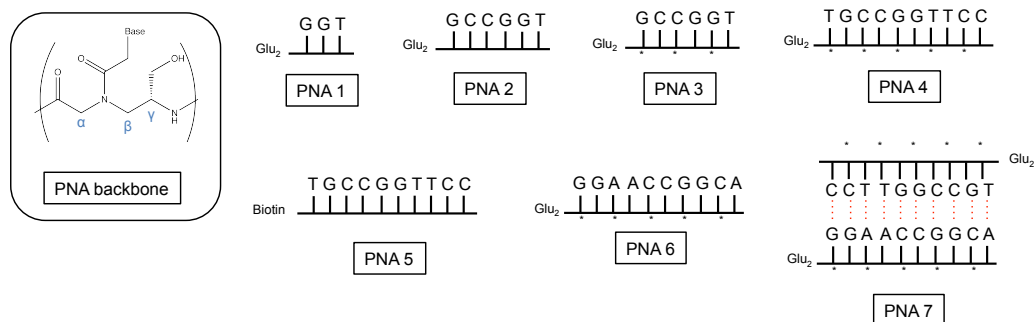 Base
O
O
OH
N
N
H
α
β
γ
PNA backbone
G G T
Glu2
PNA 1
G C C G G T
Glu2
PNA 2
G C C G G T
Glu2
* * *
PNA 3
T G C C G G T T C C
Glu2
* * * * *
PNA 4
T G C C G G T T C C
Biotin
PNA 5
G G A A C C G G C A
Glu2
* * * * *
PNA 6
* * * * *
Glu2
C C T T G G C C G T
G G A A C C G G C A
Glu2
* * * * *
PNA 7